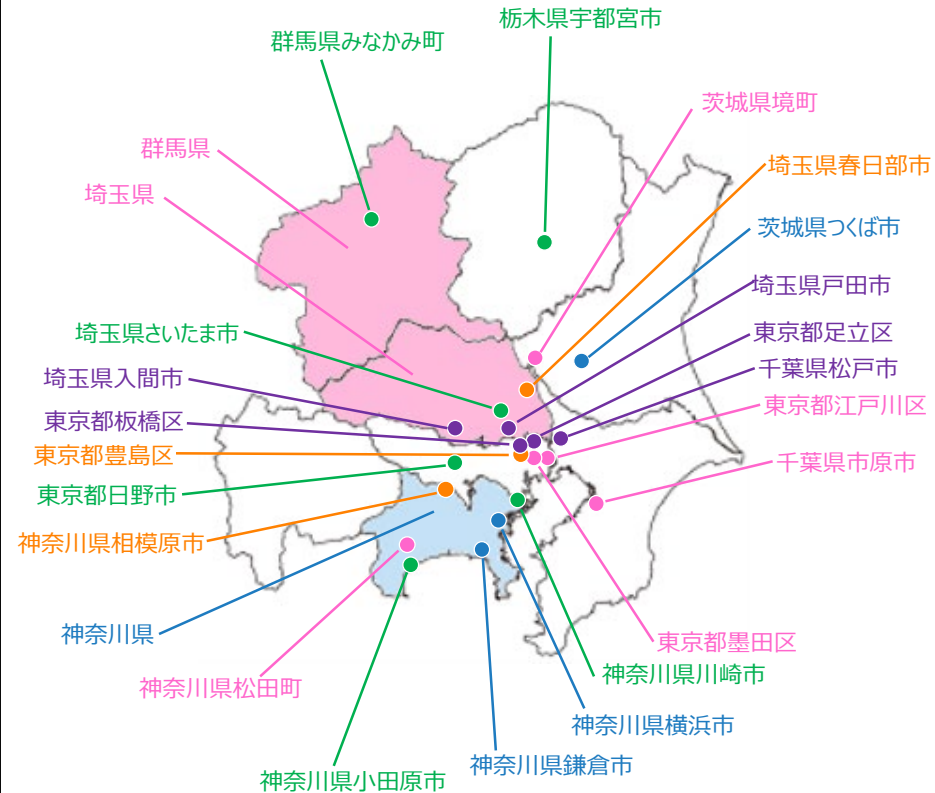 栃木県宇都宮市
群馬県みなかみ町
茨城県境町
群馬県
埼玉県春日部市
埼玉県
茨城県つくば市
埼玉県戸田市
埼玉県さいたま市
東京都足立区
千葉県松戸市
埼玉県入間市
東京都江戸川区
東京都板橋区
東京都豊島区
千葉県市原市
東京都日野市
神奈川県相模原市
神奈川県
東京都墨田区
神奈川県川崎市
神奈川県松田町
神奈川県横浜市
神奈川県鎌倉市
神奈川県小田原市